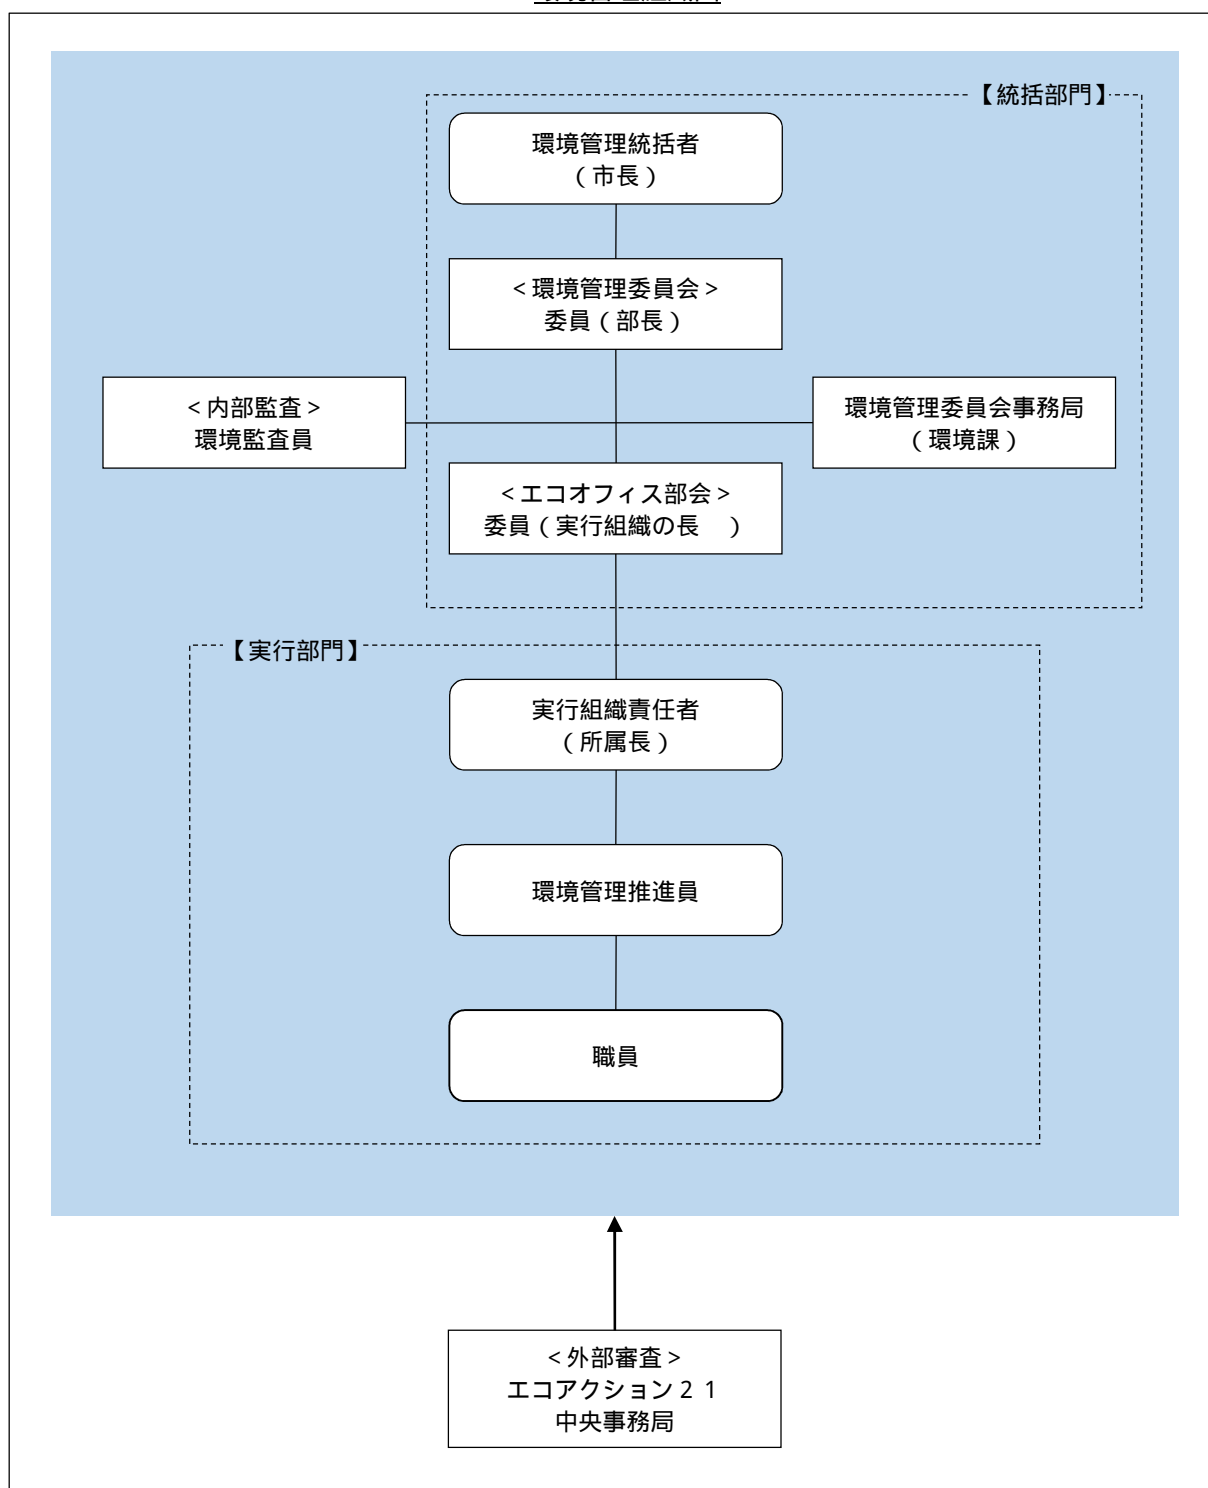 【統括部門】
環境管理統括者
（市長）
＜環境管理委員会＞
委員（部長）
＜内部監査＞
環境監査員
環境管理委員会事務局
（環境課）
＜エコオフィス部会＞
委員（実行組織の長　）
【実行部門】
実行組織責任者
（所属長）
環境管理推進員
職員
＜外部審査＞
エコアクション２１
中央事務局